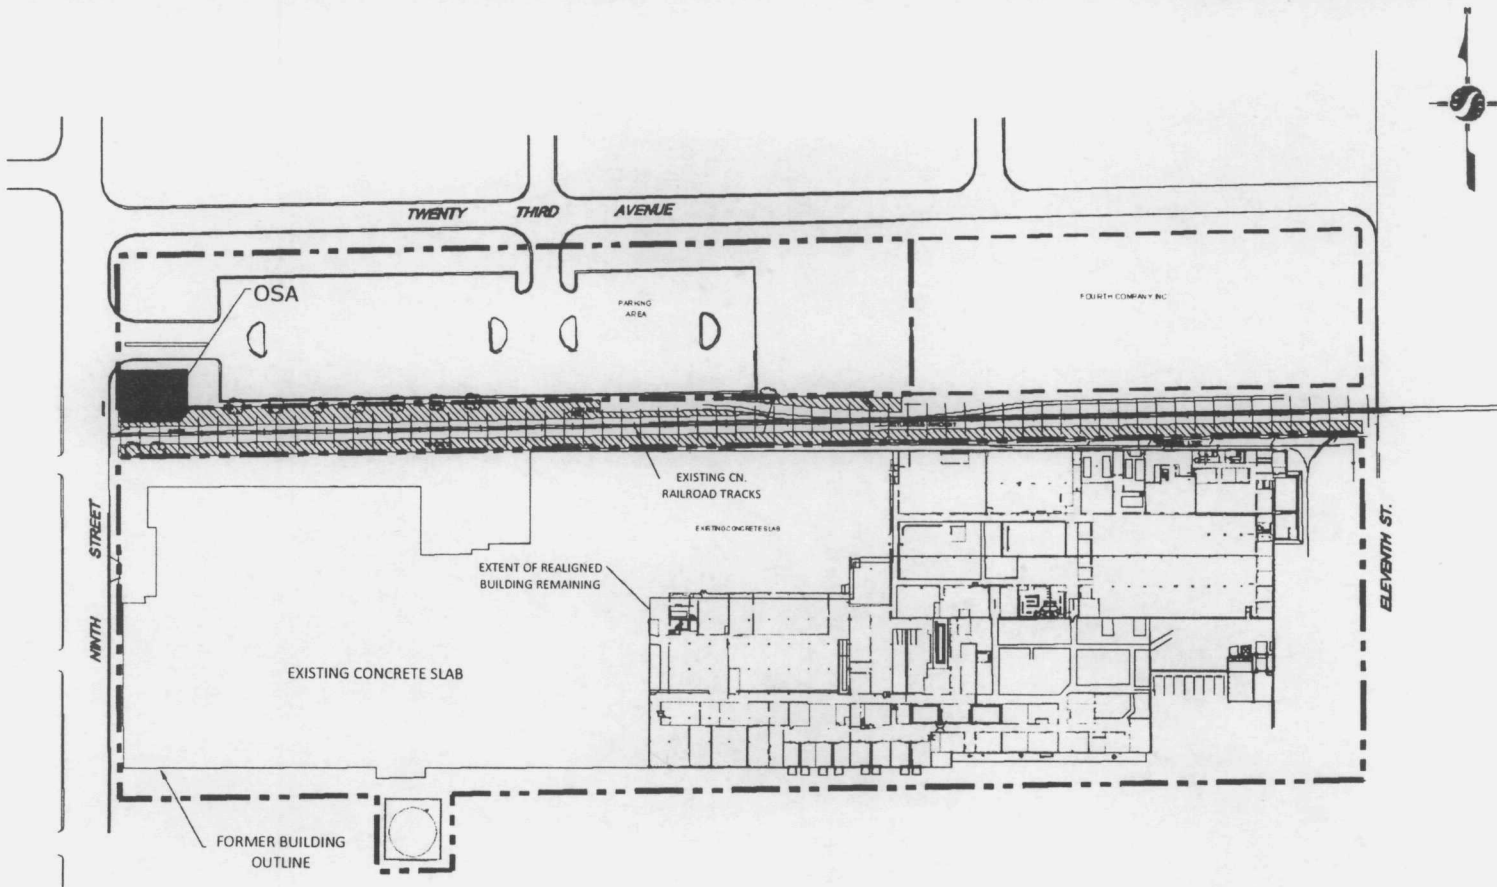 N
TWENTY THIRD AVENUE
OSA
PARKING
AREA
FOURTH COMPANY INC
EXISTING CN.
RAILROAD TRACKS
EXISTING CONCRETE SLAB
EXTENT OF REALIGNED
BUILDING REMAINING
NINTH STREET
ELEVENTH ST.
EXISTING CONCRETE SLAB
FORMER BUILDING
OUTLINE